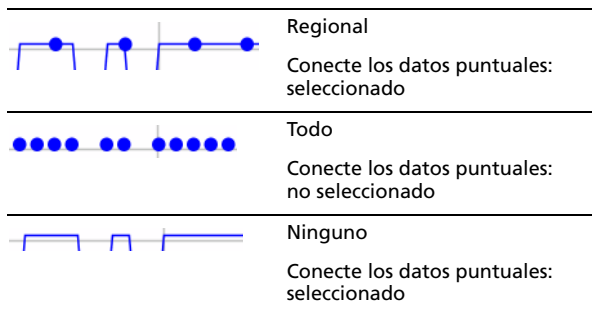 Regional
Conecte los datos puntuales:
seleccionado
Todo
Conecte los datos puntuales:
no seleccionado
Ninguno
Conecte los datos puntuales:
seleccionado